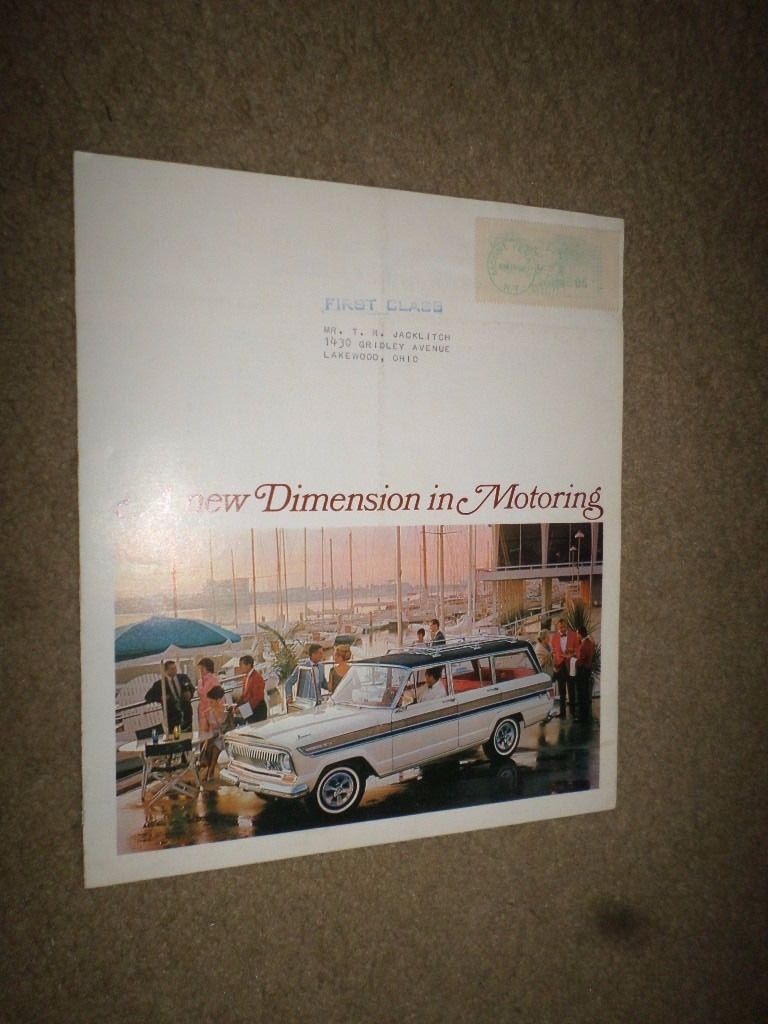 FIRST CLASS
MR. T. R. JACKLITCH
1430 GRIDLEY AVENUE
LAKEWOOD, OHIO
new Dimension in Motoring